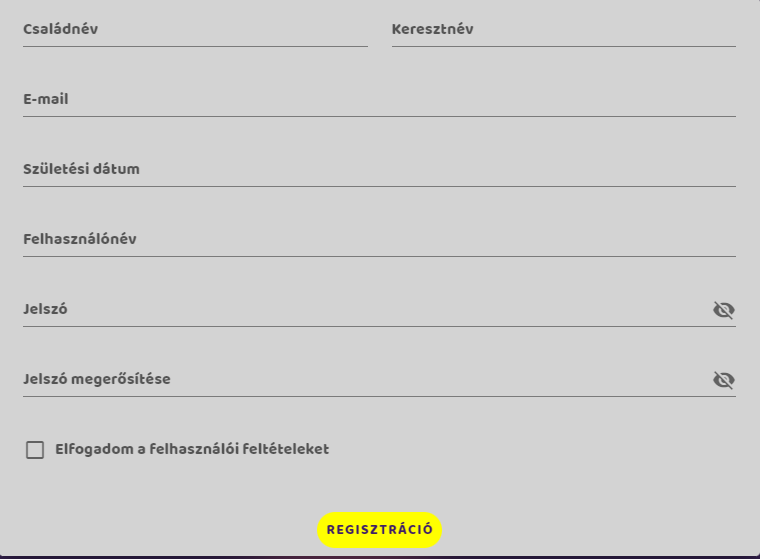 Családnév Keresztnév
E-mail
Születési dátum
Felhasználónév
Jelszó
Jelszó megerősítése
Elfogadom a felhasználói feltételeket
REGISZTRÁCIÓ